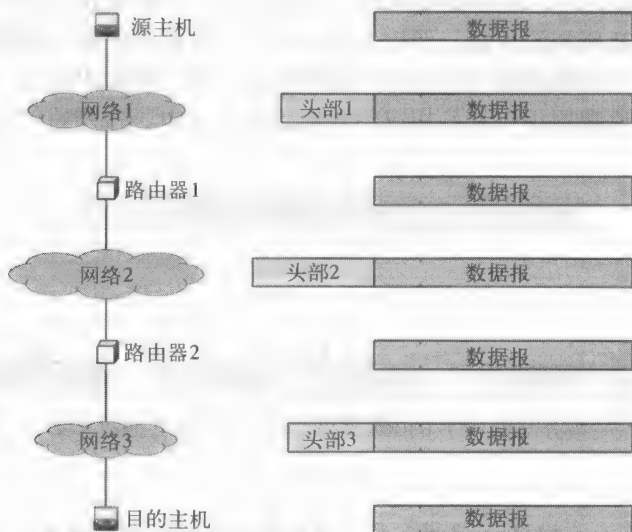 源主机 数据报
网络1 头部1 数据报
路由器1 数据报
网络2 头部2 数据报
路由器2 数据报
网络3 头部3 数据报
目的主机 数据报